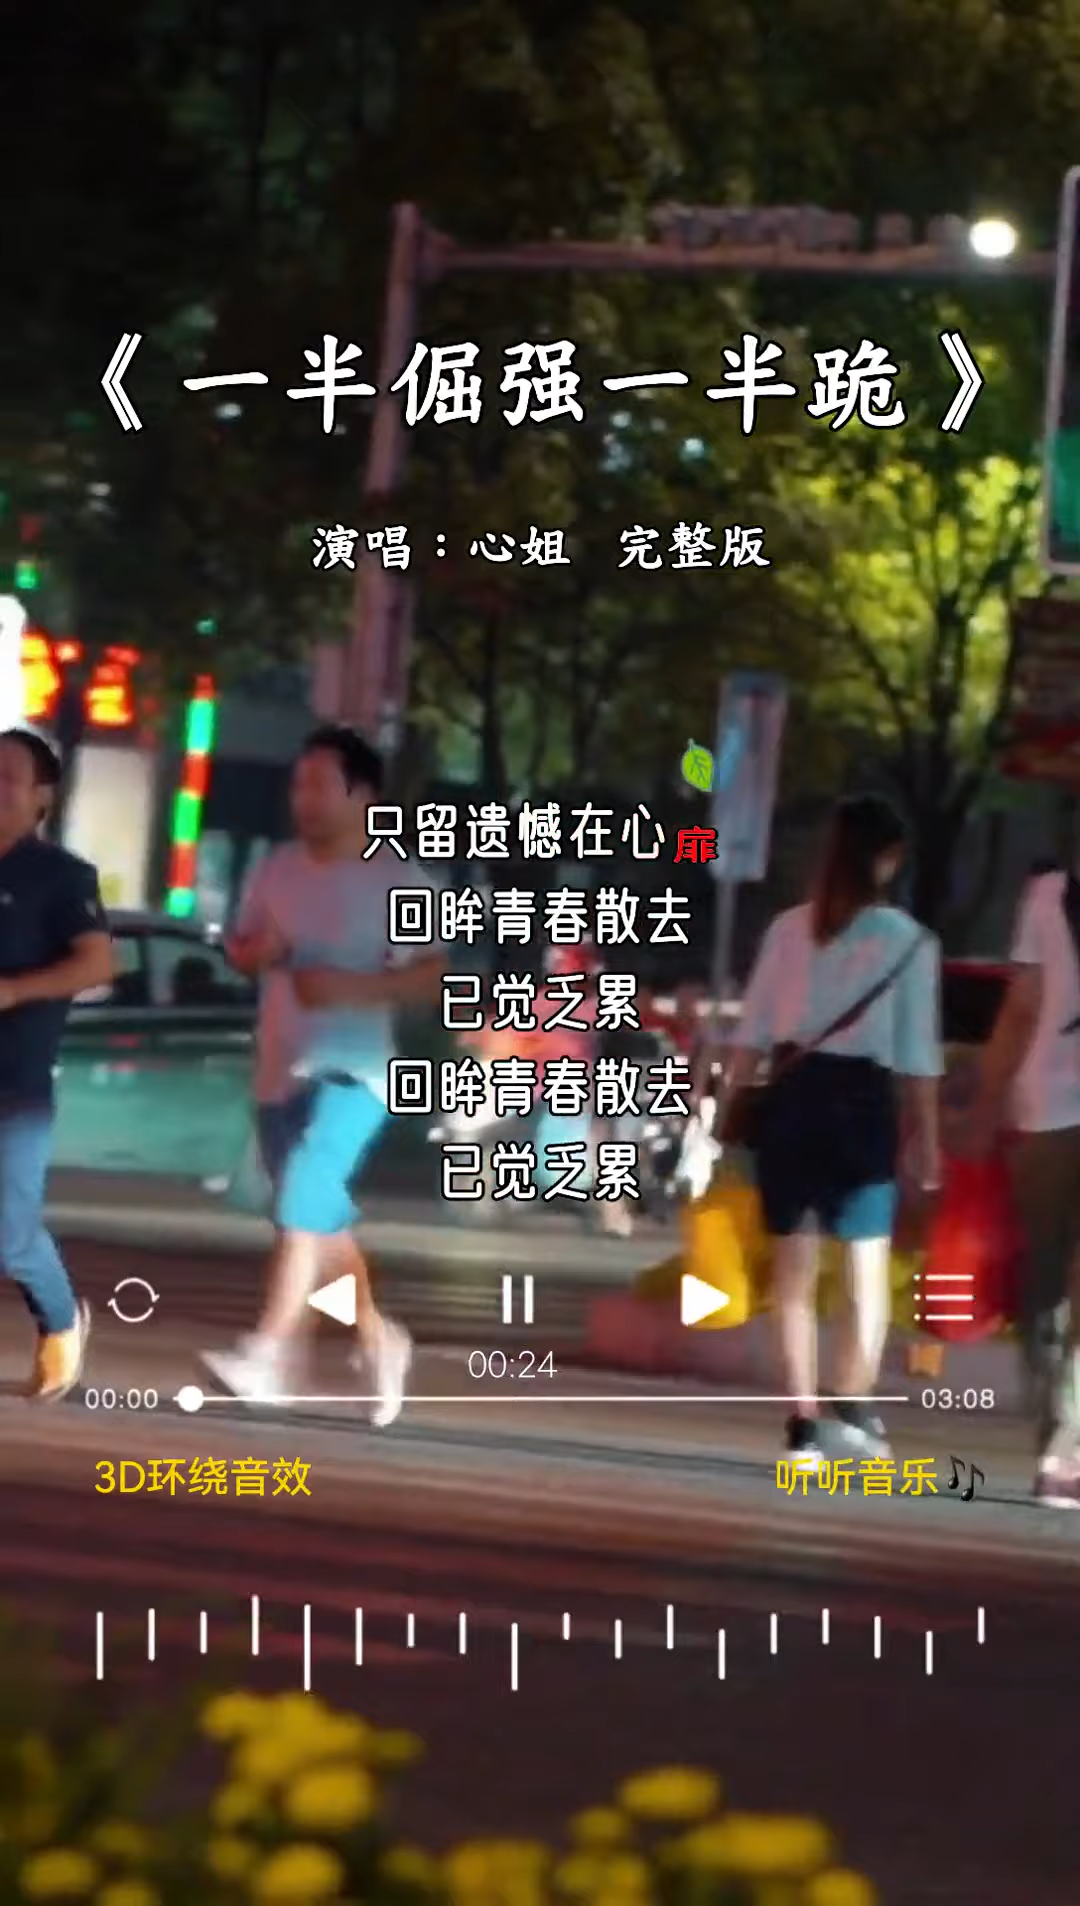 《一半倔强一半跪》
演唱：心姐 完整版
只留遗憾在心扉
回眸青春散去
已觉乏累
回眸青春散去
已觉乏累
00:24
00:00 03:08
3D环绕音效 听听音乐🎶